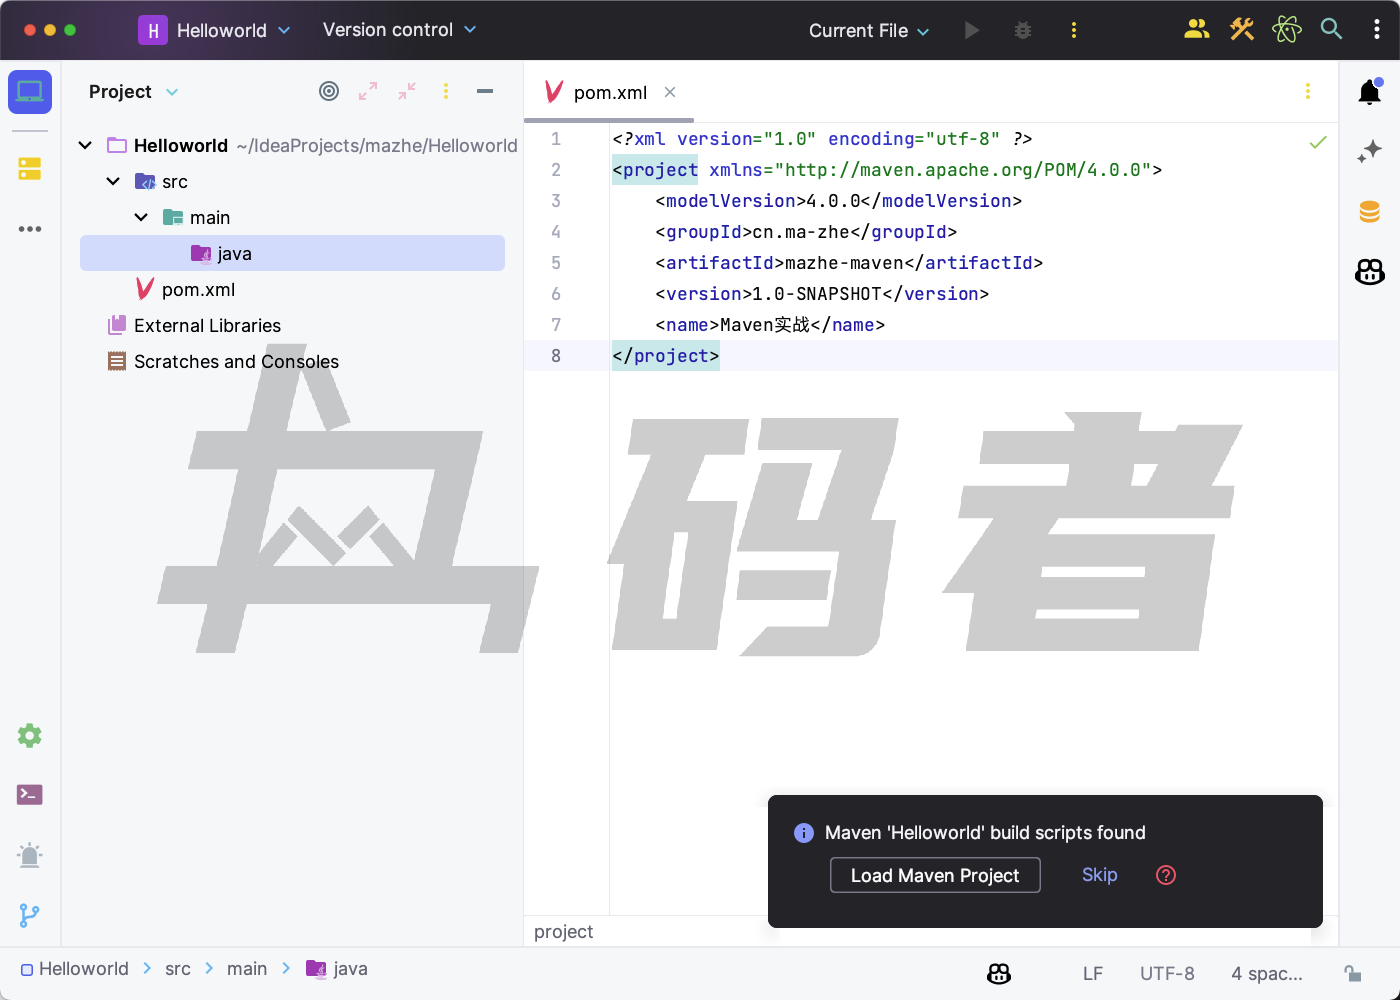 H Helloworld Version control Current File
Project
Helloworld ~/IdeaProjects/mazhe/Helloworld
src
main
java
pom.xml
External Libraries
Scratches and Consoles
pom.xml
1 <?xml version="1.0" encoding="utf-8" ?>
2 <project xmlns="http://maven.apache.org/POM/4.0.0">
3 <modelVersion>4.0.0</modelVersion>
4 <groupId>cn.ma-zhe</groupId>
5 <artifactId>mazhe-maven</artifactId>
6 <version>1.0-SNAPSHOT</version>
7 <name>Maven实战</name>
8 </project>
码者
Maven 'Helloworld' build scripts found
Load Maven Project Skip
project
Helloworld src main java LF UTF-8 4 spac...